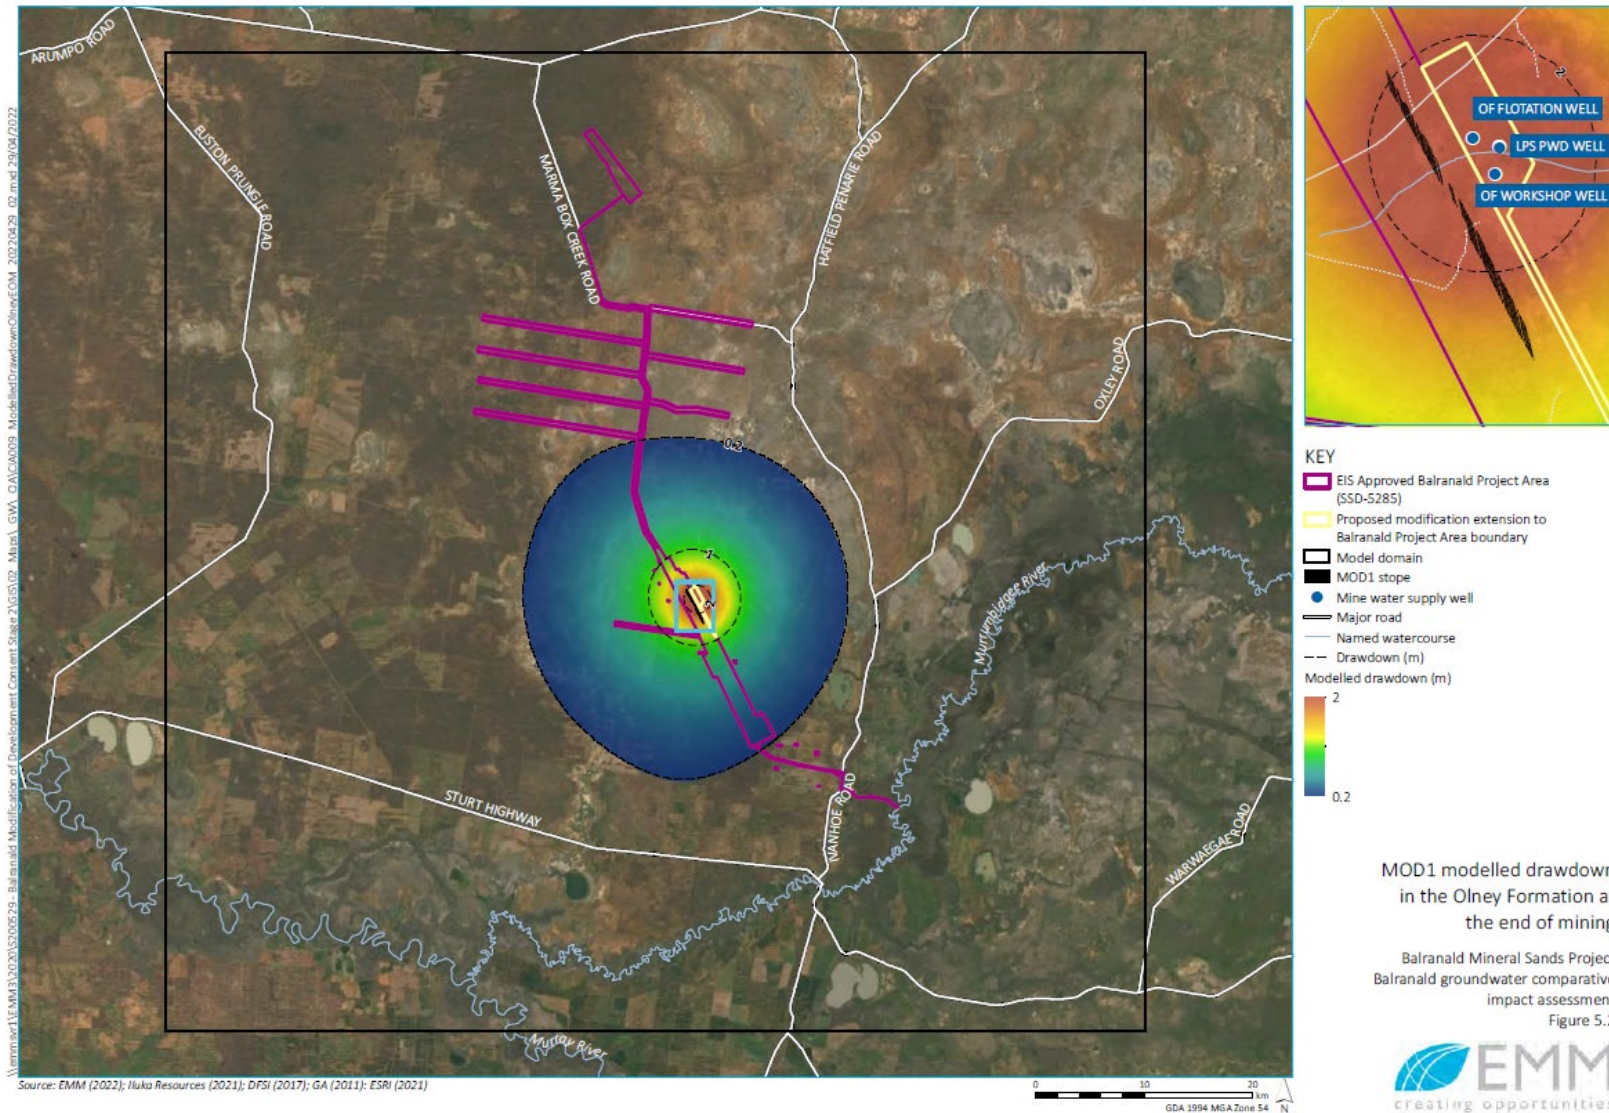 ARUMPO ROAD
EUSTON PRUNGLE ROAD
MARMA BOX CREEK ROAD
HATFIELD PENARIE ROAD
OXLEY ROAD
0.2
1
2
Murrumbidgee River
STURT HIGHWAY
NANHOE ROAD
WARWAEGAE ROAD
Murray River
2
OF FLOTATION WELL
LPS PWD WELL
OF WORKSHOP WELL
KEY
EIS Approved Balranald Project Area
(SSD-5285)
Proposed modification extension to
Balranald Project Area boundary
Model domain
MOD1 stope
Mine water supply well
Major road
Named watercourse
Drawdown (m)
Modelled drawdown (m)
2
0.2
MOD1 modelled drawdown
in the Olney Formation a
the end of mining
Balranald Mineral Sands Projec
Balranald groundwater comparative
impact assessmen
Figure 5.
EMM
creating opportunities
Source: EMM (2022); Iluka Resources (2021); DFSI (2017); GA (2011): ESRI (2021)
0 10 20
km
GDA 1994 MGA Zone 54 N